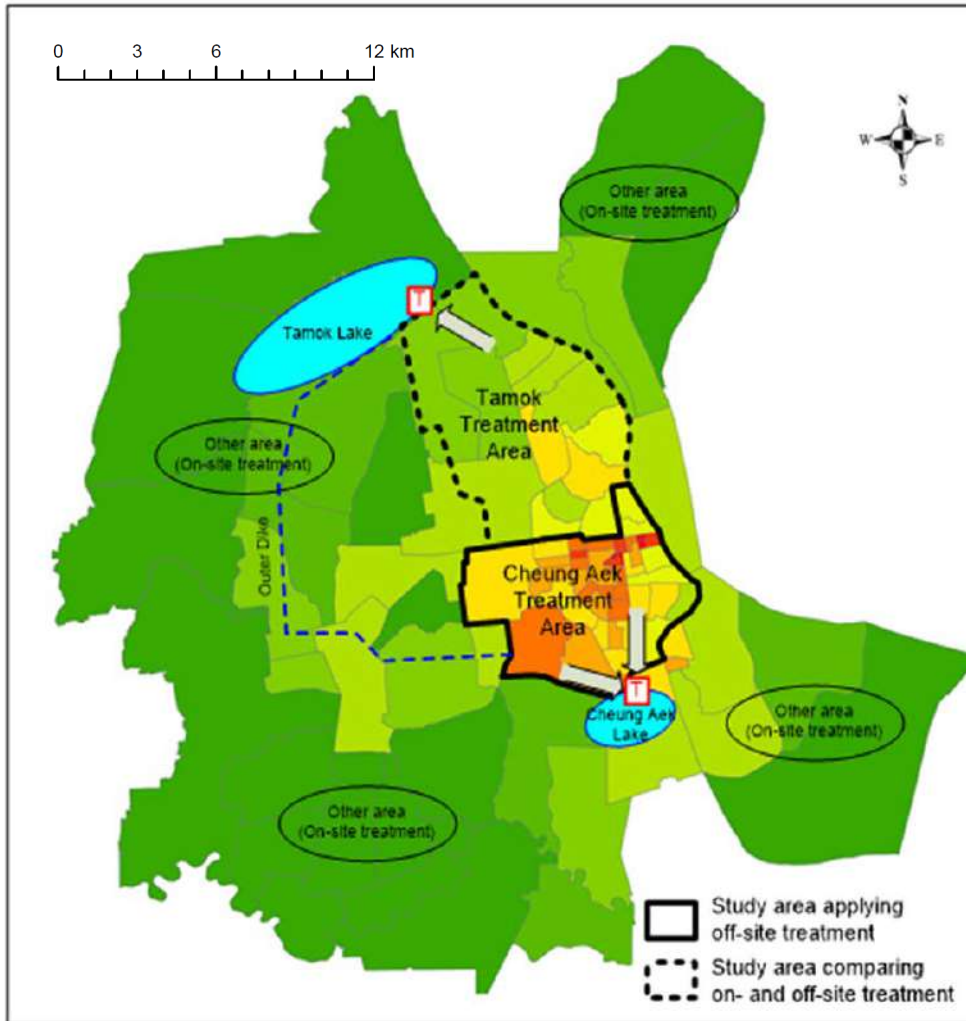 0 3 6 12 km
N
W E
S
Other area
(On-site treatment)
T
Tamok Lake
Tamok
Treatment
Area
Other area
(On-site treatment)
Outer Dike
Cheung Aek
Treatment
Area
T
Cheung Aek
Lake
Other area
(On-site treatment)
Other area
(On-site treatment)
Study area applying
off-site treatment
Study area comparing
on- and off-site treatment